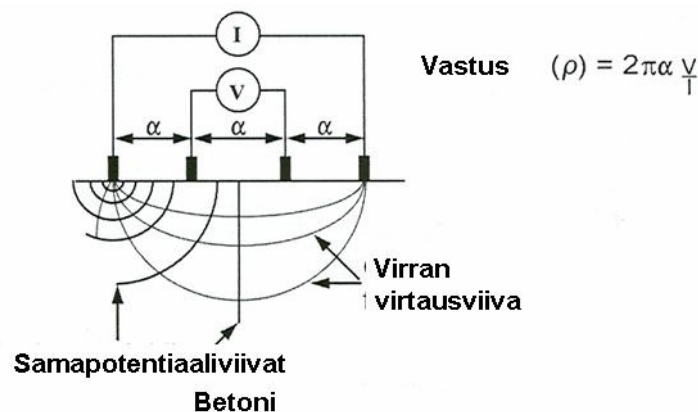 I
Vastus (ρ) = 2πα V/I
V
α α α
Virran
virtausviiva
Samapotentiaaliviivat
Betoni